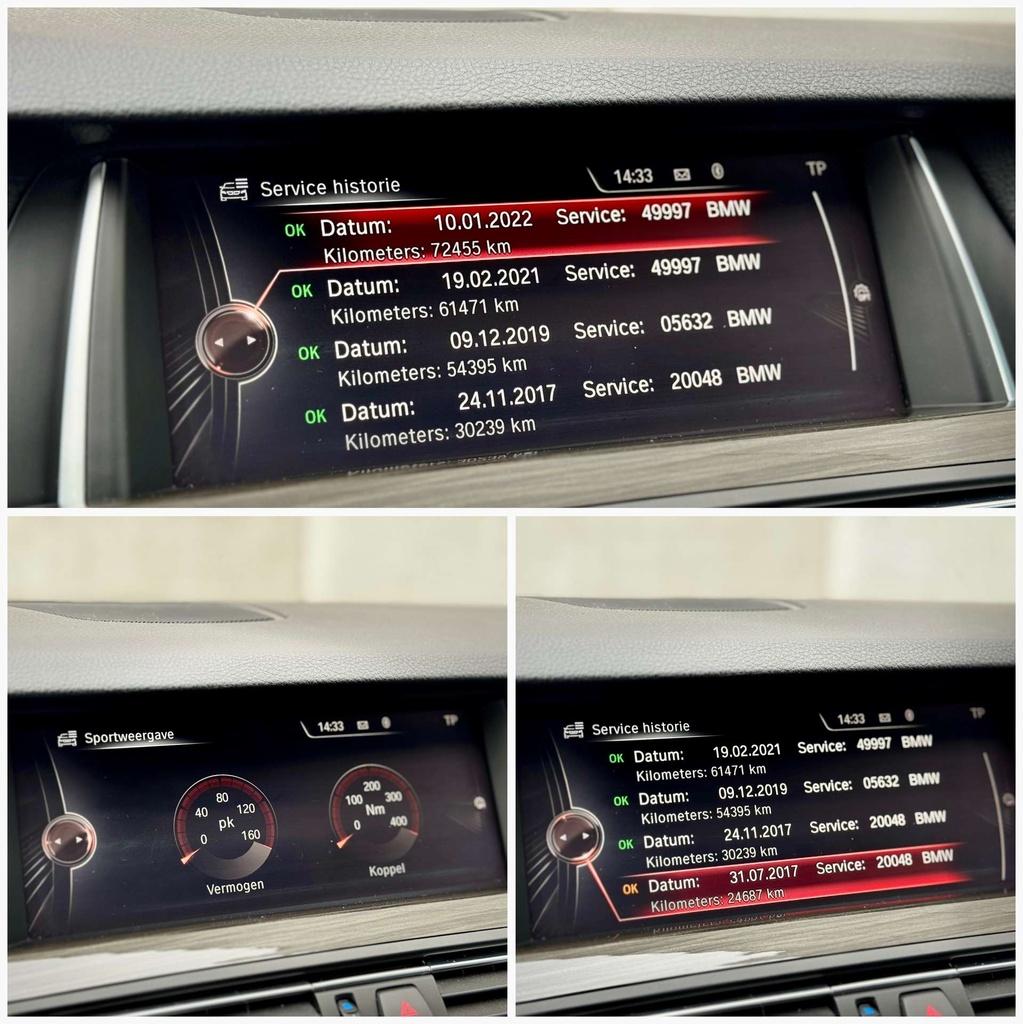 Service historie 14:33 TP
OK Datum: 10.01.2022 Service: 49997 BMW
Kilometers: 72455 km
OK Datum: 19.02.2021 Service: 49997 BMW
Kilometers: 61471 km
OK Datum: 09.12.2019 Service: 05632 BMW
Kilometers: 54395 km
OK Datum: 24.11.2017 Service: 20048 BMW
Kilometers: 30239 km
Sportweergave 14:33 TP
0 40 80 120 160
pk
Vermogen
0 100 200 300 400
Nm
Koppel
Service historie 14:33 TP
OK Datum: 19.02.2021 Service: 49997 BMW
Kilometers: 61471 km
OK Datum: 09.12.2019 Service: 05632 BMW
Kilometers: 54395 km
OK Datum: 24.11.2017 Service: 20048 BMW
Kilometers: 30239 km
OK Datum: 31.07.2017 Service: 20048 BMW
Kilometers: 24687 km